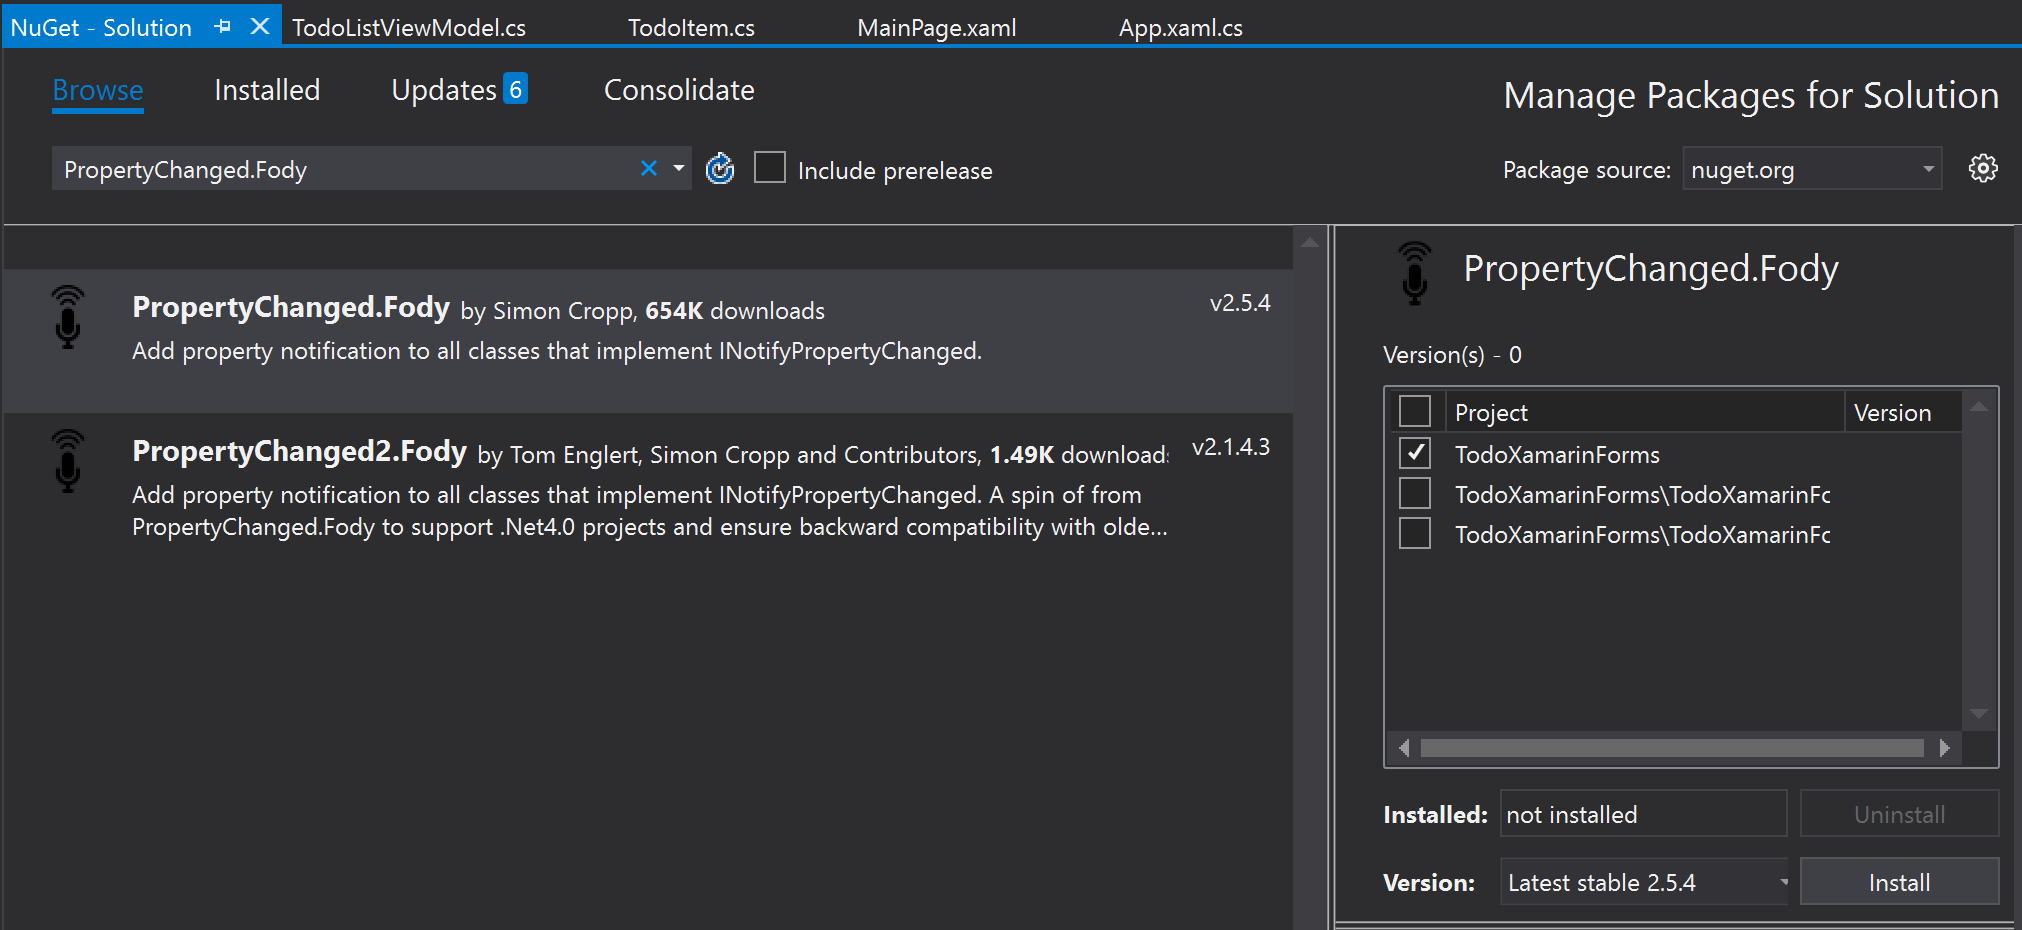 NuGet - Solution TodoListViewModel.cs TodoItem.cs MainPage.xaml App.xaml.cs
Browse Installed Updates 6 Consolidate
Manage Packages for Solution
PropertyChanged.Fody Include prerelease
Package source: nuget.org
PropertyChanged.Fody by Simon Cropp, 654K downloads v2.5.4
Add property notification to all classes that implement INotifyPropertyChanged.
PropertyChanged2.Fody by Tom Englert, Simon Cropp and Contributors, 1.49K downloads v2.1.4.3
Add property notification to all classes that implement INotifyPropertyChanged. A spin of from
PropertyChanged.Fody to support .Net4.0 projects and ensure backward compatibility with olde...
PropertyChanged.Fody
Version(s) - 0
Project Version
TodoXamarinForms
TodoXamarinForms\TodoXamarinFc
TodoXamarinForms\TodoXamarinFc
Installed: not installed Uninstall
Version: Latest stable 2.5.4 Install